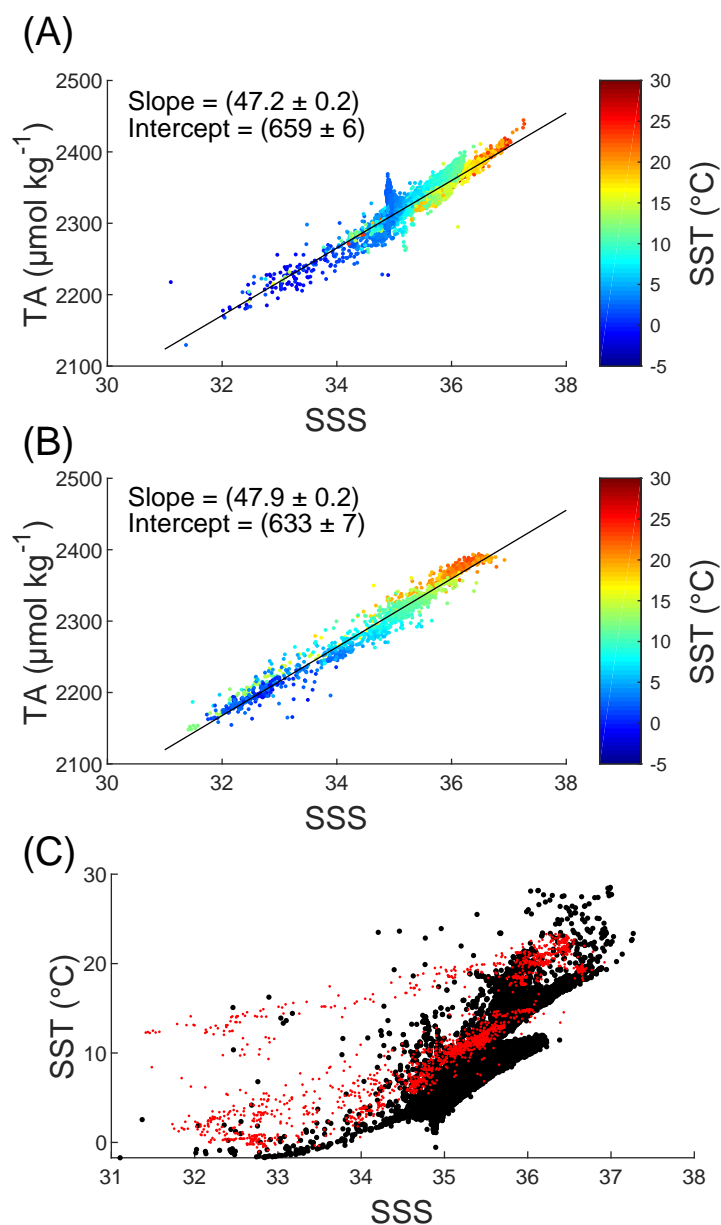 (A)
Slope = (47.2 ± 0.2)
Intercept = (659 ± 6)
2500
2400
2300
2200
2100
TA (µmol kg⁻¹)
30 32 34 36 38
SSS
30
25
20
15
10
5
0
-5
SST (°C)
(B)
Slope = (47.9 ± 0.2)
Intercept = (633 ± 7)
2500
2400
2300
2200
2100
TA (µmol kg⁻¹)
30 32 34 36 38
SSS
30
25
20
15
10
5
0
-5
SST (°C)
(C)
30
20
10
0
SST (°C)
31 32 33 34 35 36 37 38
SSS